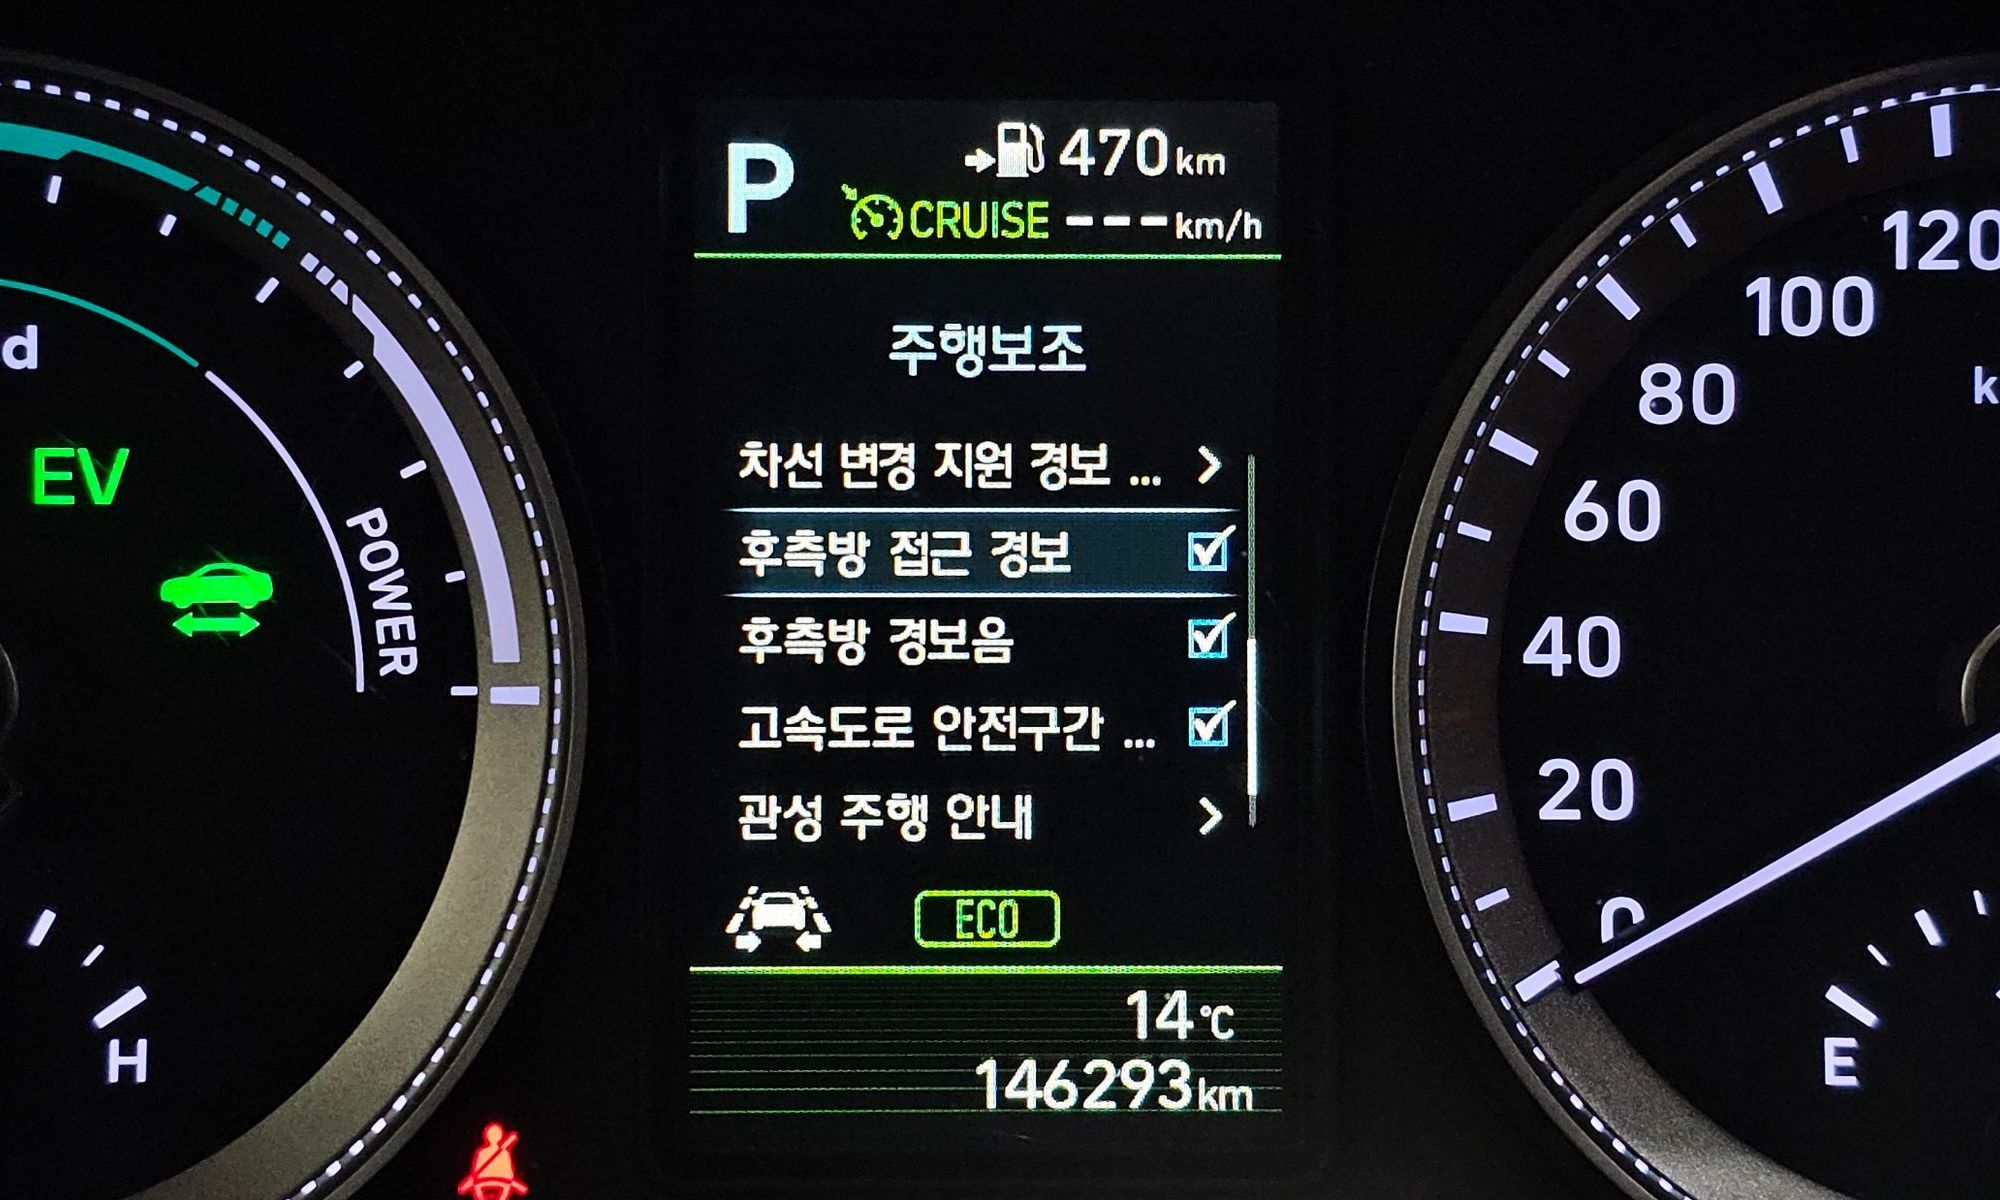 P
470km
CRUISE ---km/h
주행보조
차선 변경 지원 경보 ...
후측방 접근 경보
후측방 경보음
고속도로 안전구간 ...
관성 주행 안내
ECO
14°C
146293km
EV
POWER
H
120
100
80
60
40
20
0
E